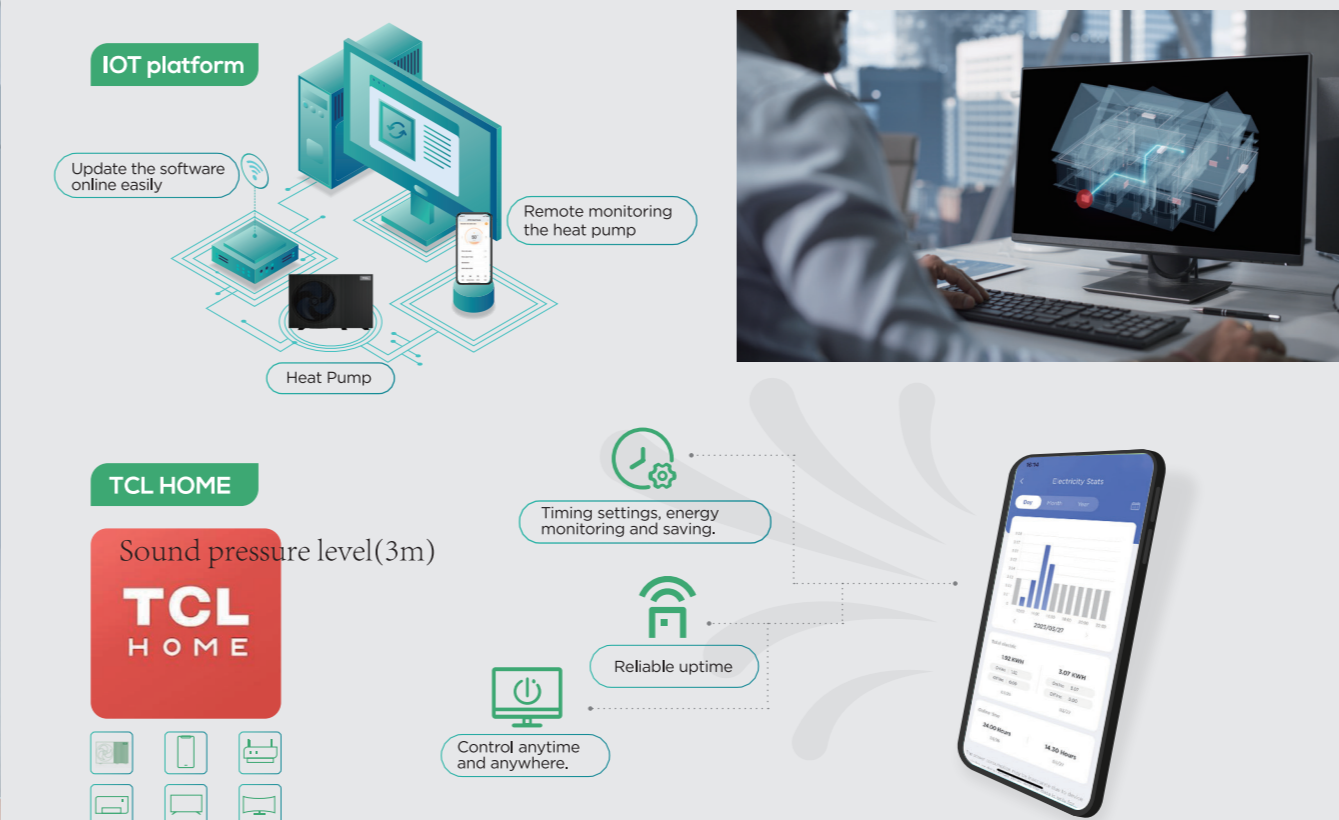 IOT platform
Update the software
online easily
Remote monitoring
the heat pump
TCL
Heat Pump
TCL HOME
Sound pressure level(3m)
TCL
HOME
Timing settings, energy
monitoring and saving.
Reliable uptime
Control anytime
and anywhere.
Electricity Stats
Day Month Year
2023/05/27
1.92 KWH
3.07 KWH
24.00 Hours
14.30 Hours